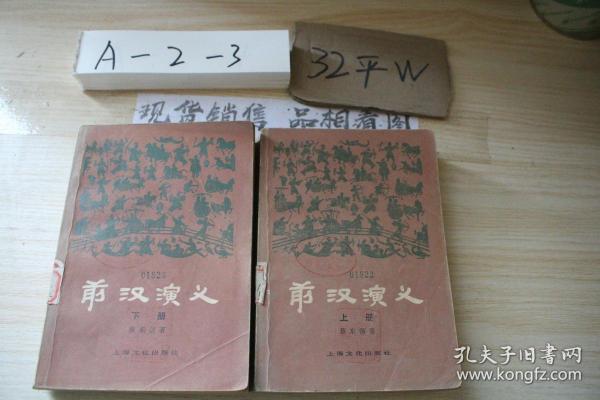 A-2-3
32平W
现货销售 品相看图
01823
前汉演义
下册
蔡东藩著
上海文化出版社
01822
前汉演义
上册
蔡东藩著
上海文化出版社
孔夫子旧书网
www.kongfz.com